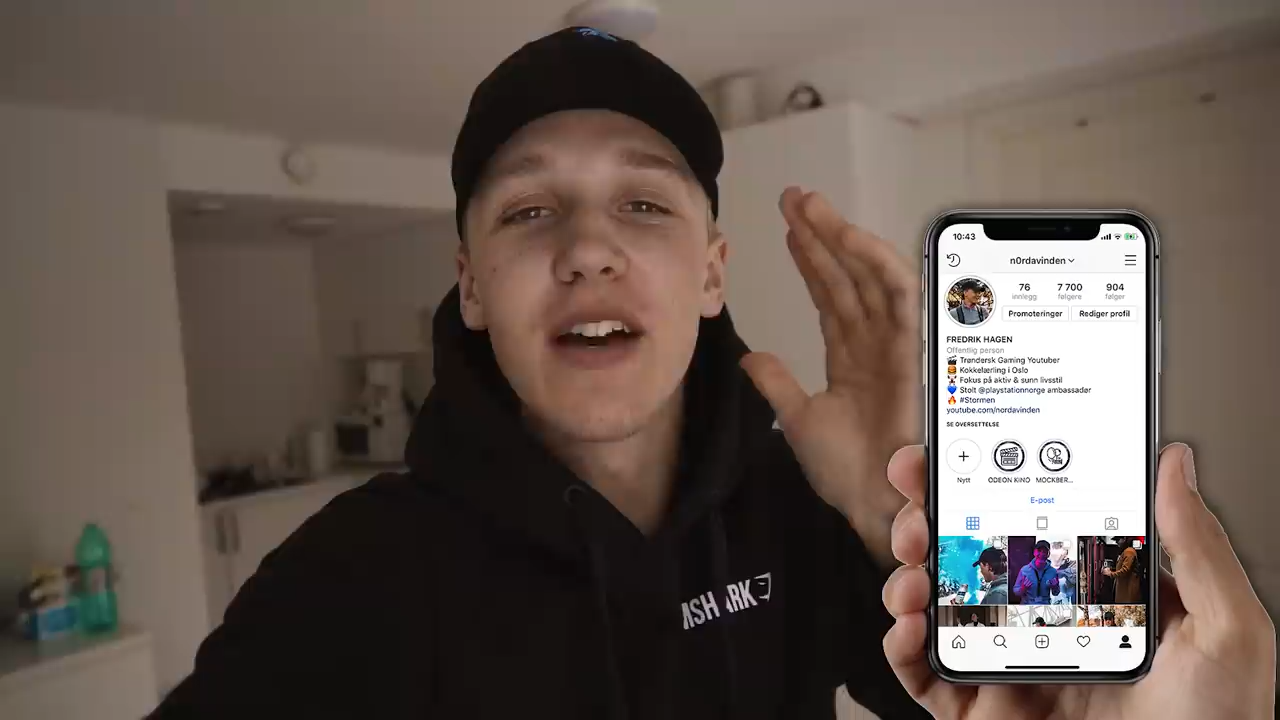 10:43
n0rdavinden
76 7 700 904
innlegg følgere følger
Promoteringer Rediger profil
FREDRIK HAGEN
Offentlig person
🎬 Trøndersk Gaming Youtuber
🍔 Kokkelærling i Oslo
🏋️ Fokus på aktiv & sunn livsstil
💙 Stolt @playstationnorge ambassadør
🔥 #Stormen
youtube.com/nordavinden
SE OVERSETTELSE
Nytt ODEON KINO MOCKBER...
E-post